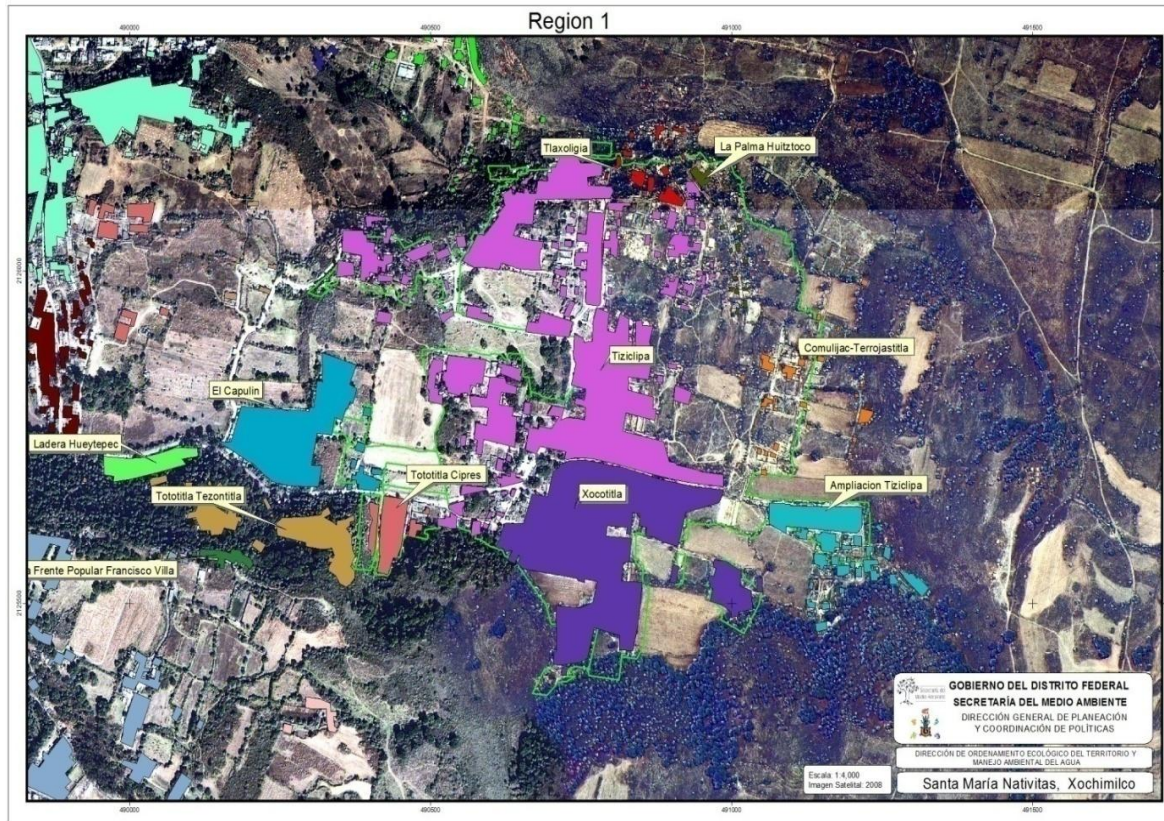 Region 1
490000
490500
491000
491500
Tlaxoligia
La Palma Huitztoco
Comulijac-Terrojastitla
Tiziclipa
El Capulin
Ladera Hueytepec
Tototitla Cipres
Tototitla Tezontitla
Xocotitla
Ampliacion Tiziclipa
a Frente Popular Francisco Villa
2125500
GOBIERNO DEL DISTRITO FEDERAL
SECRETARÍA DEL MEDIO AMBIENTE
DIRECCIÓN GENERAL DE PLANEACIÓN
Y COORDINACIÓN DE POLÍTICAS
DIRECCIÓN DE ORDENAMIENTO ECOLÓGICO DEL TERRITORIO Y
MANEJO AMBIENTAL DEL AGUA
Escala: 1:4,000
Imagen Satelital: 2008
Santa María Nativitas, Xochimilco
490000
490500
491000
491500